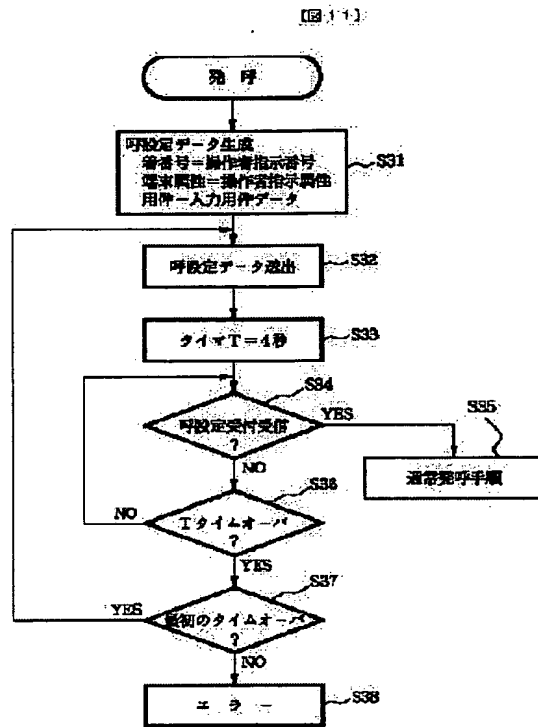 【図11】
発 呼
呼設定データ生成
着番号=操作者指示番号
端末属性=操作者指示属性
用件=入力用件データ
S31
呼設定データ送出
S32
タイマT=4秒
S33
S34
呼設定受付受信
?
YES
NO
S35
通常発呼手順
S36
Tタイムオーバ
?
NO
YES
S37
最初のタイムオーバ
?
YES
NO
エ ラ ー
S38